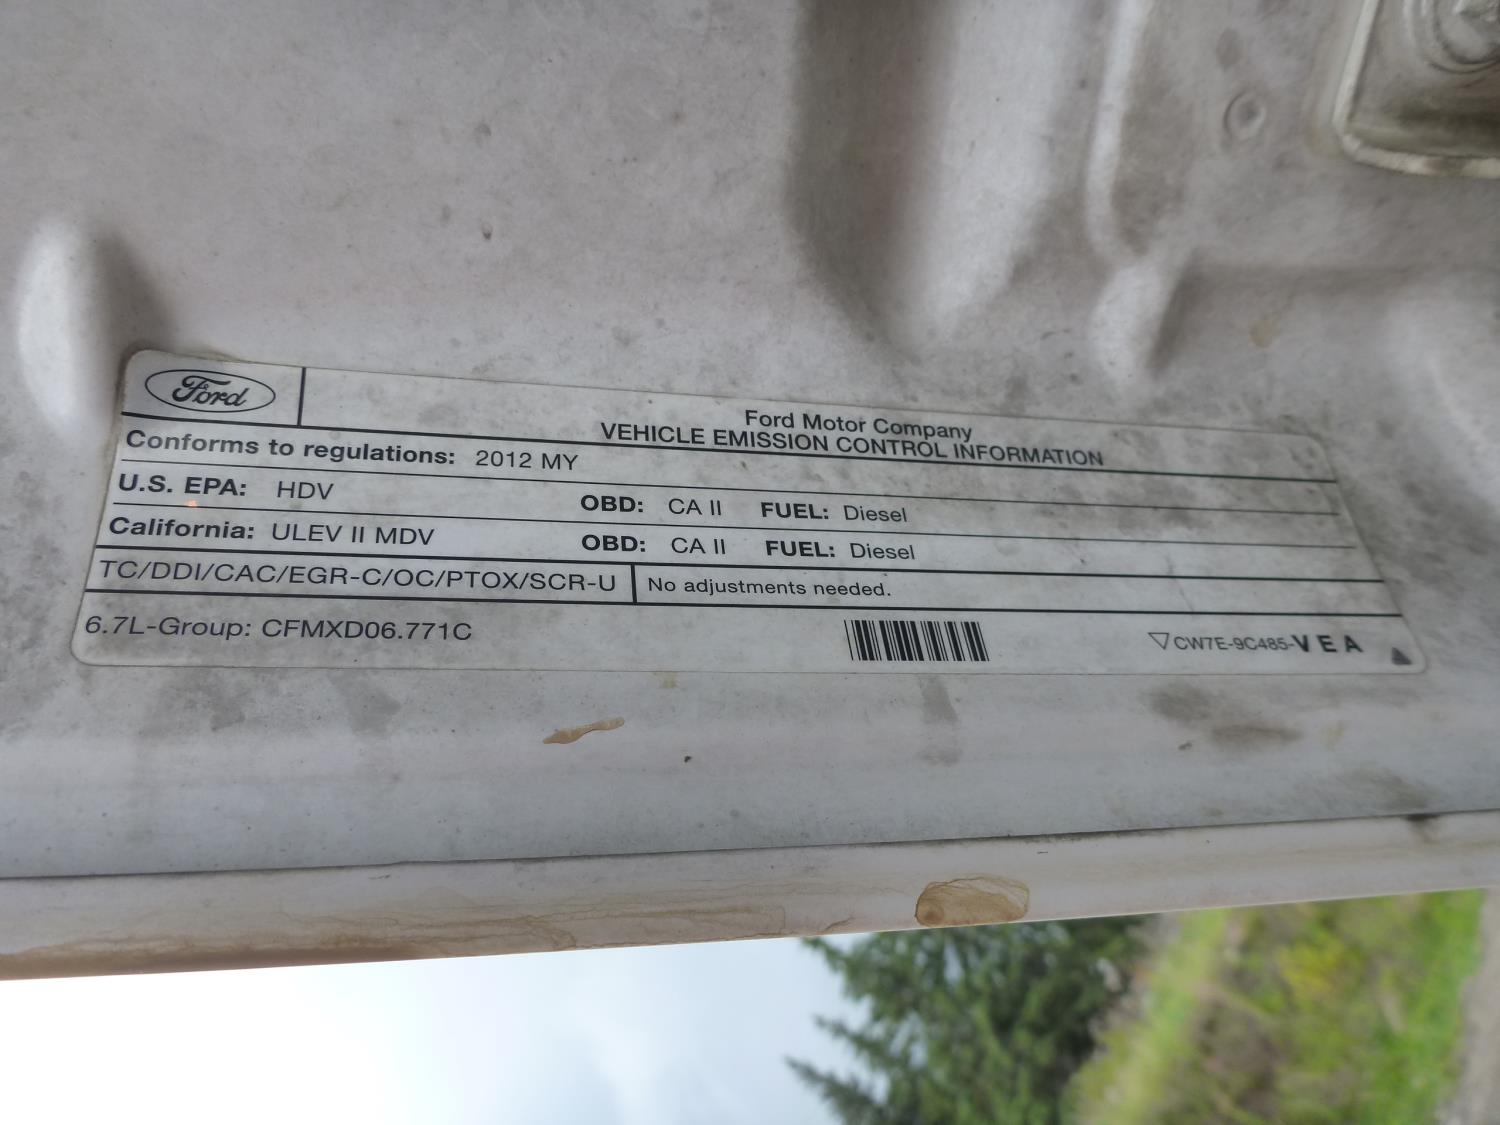 Ford
Ford Motor Company
VEHICLE EMISSION CONTROL INFORMATION
Conforms to regulations: 2012 MY
U.S. EPA: HDV OBD: CA II FUEL: Diesel
California: ULEV II MDV OBD: CA II FUEL: Diesel
TC/DDI/CAC/EGR-C/OC/PTOX/SCR-U No adjustments needed.
6.7L-Group: CFMXD06.771C CW7E-9C485-VEA